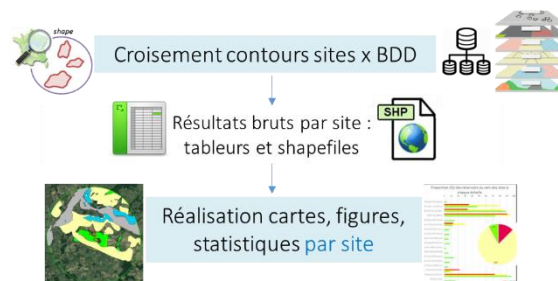 shape
Croisement contours sites x BDD
Résultats bruts par site :
tableurs et shapefiles
SHP
Réalisation cartes, figures,
statistiques par site